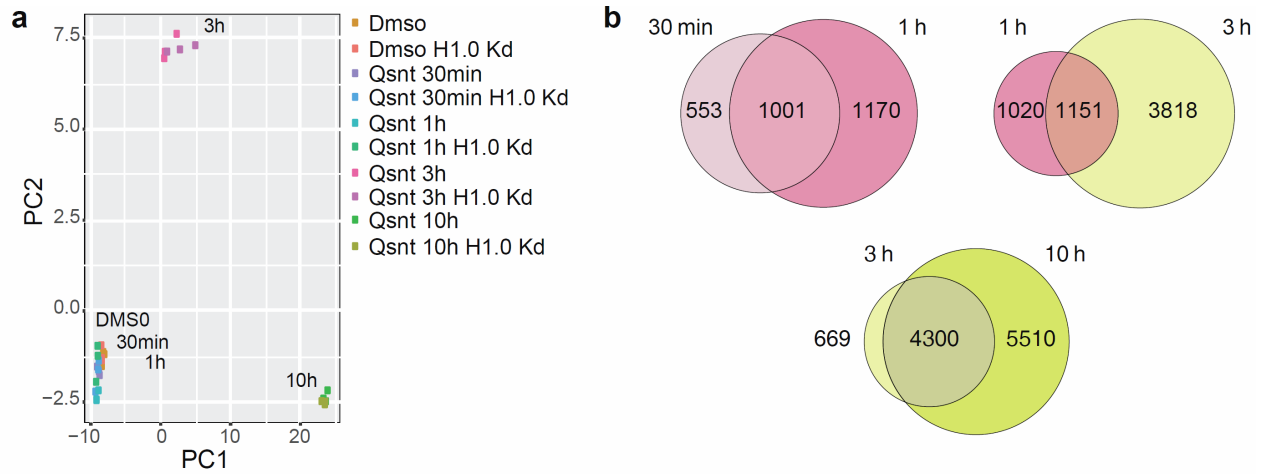 a
3h
7.5
5.0
2.5
0.0
−2.5
PC2
DMS0
30min
1h
10h
−10
0
10
20
PC1
Dmso
Dmso H1.0 Kd
Qsnt 30min
Qsnt 30min H1.0 Kd
Qsnt 1h
Qsnt 1h H1.0 Kd
Qsnt 3h
Qsnt 3h H1.0 Kd
Qsnt 10h
Qsnt 10h H1.0 Kd
b
30 min
1 h
553
1001
1170
1 h
3 h
1020
1151
3818
3 h
10 h
669
4300
5510